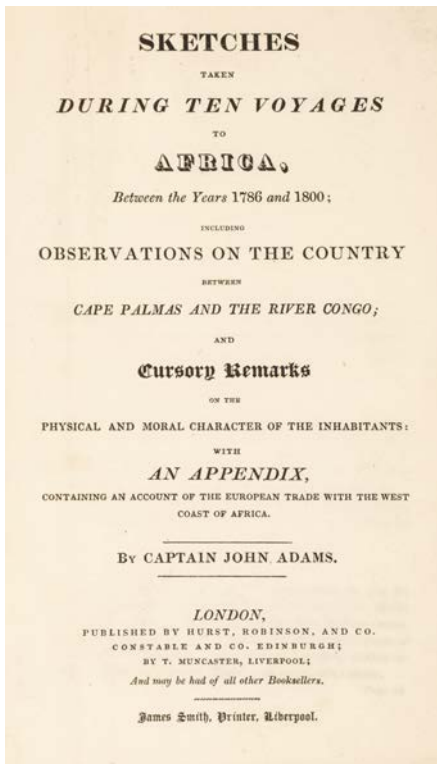 SKETCHES
TAKEN
DURING TEN VOYAGES
TO
AFRICA,
Between the Years 1786 and 1800;
INCLUDING
OBSERVATIONS ON THE COUNTRY
BETWEEN
CAPE PALMAS AND THE RIVER CONGO;
AND
Cursory Remarks
ON THE
PHYSICAL AND MORAL CHARACTER OF THE INHABITANTS:
WITH
AN APPENDIX,
CONTAINING AN ACCOUNT OF THE EUROPEAN TRADE WITH THE WEST
COAST OF AFRICA.
BY CAPTAIN JOHN ADAMS.
LONDON,
PUBLISHED BY HURST, ROBINSON, AND CO.
CONSTABLE AND CO. EDINBURGH;
BY T. MUNCASTER, LIVERPOOL;
And may be had of all other Booksellers.
James Smith, Printer, Liverpool.